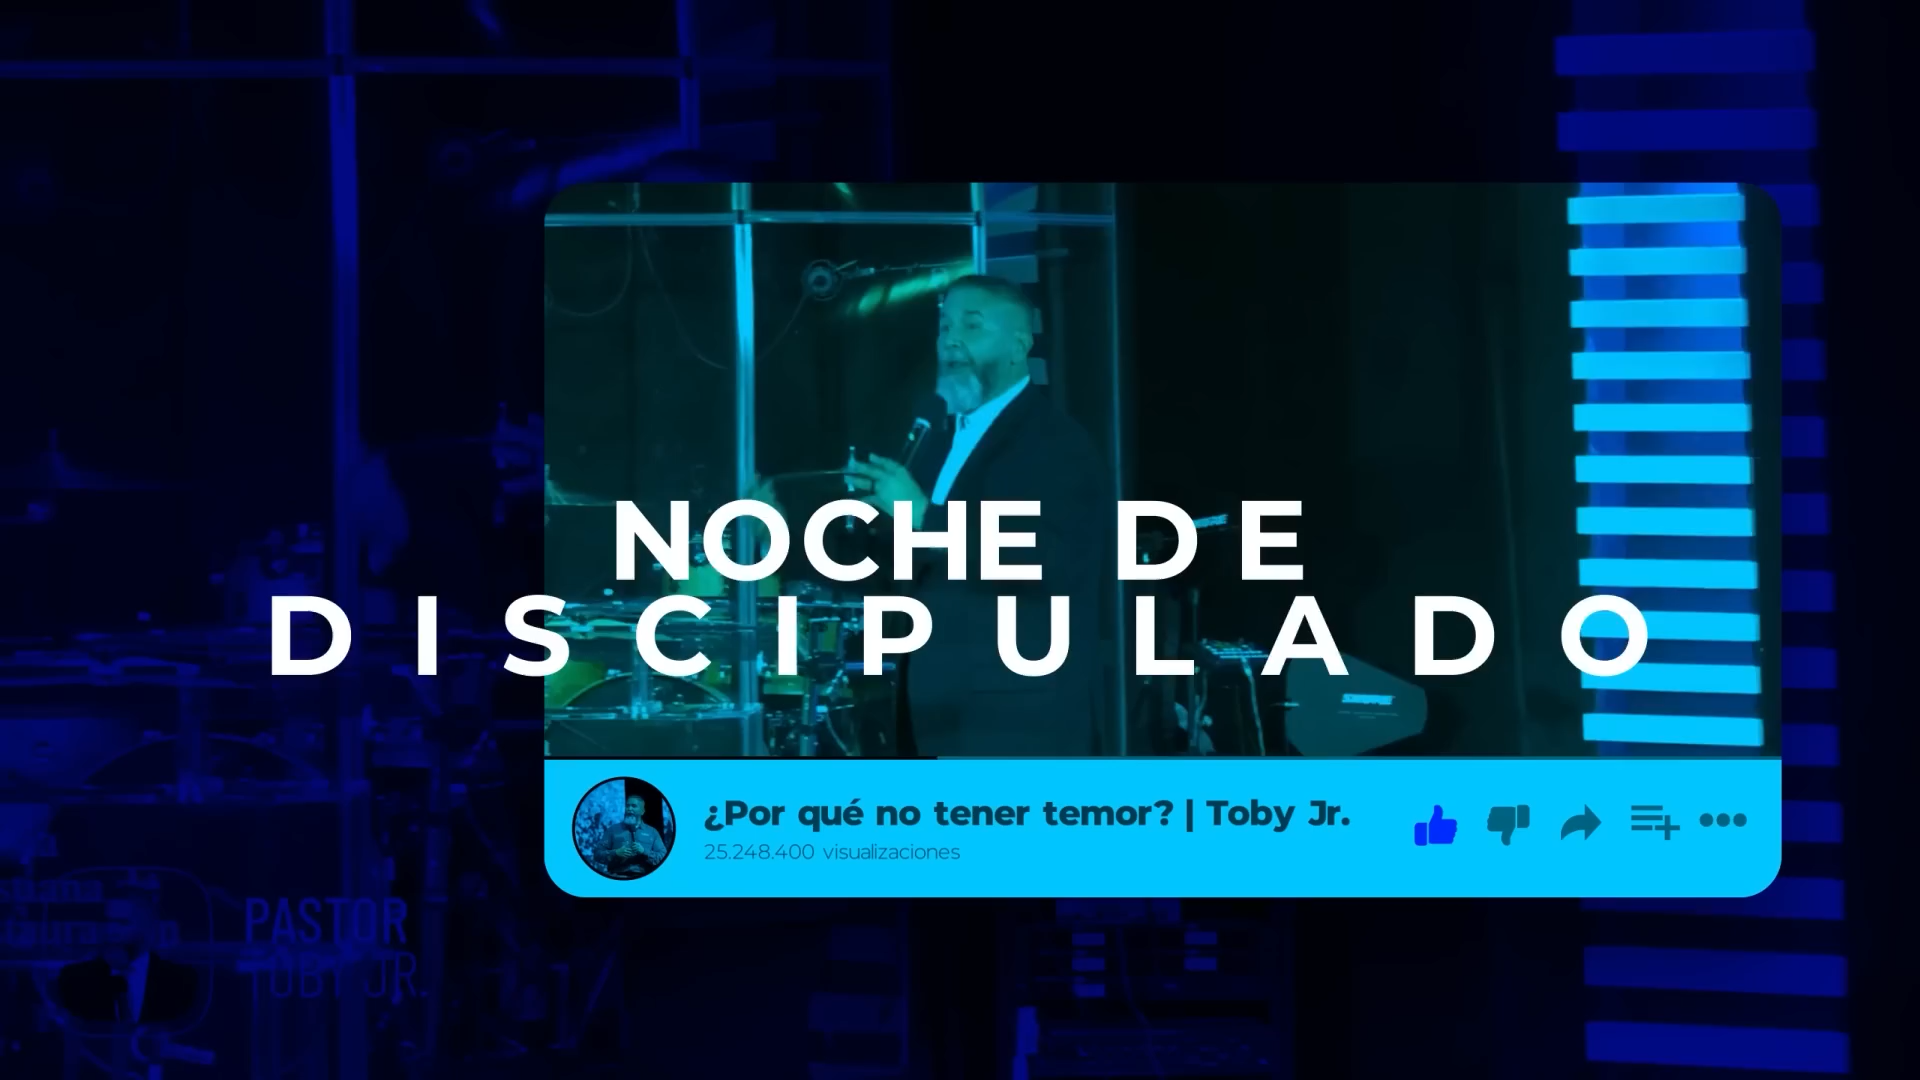 NOCHE DE
DISCIPULADO
¿Por qué no tener temor? | Toby Jr.
25.248.400 visualizaciones
PASTOR
TOBY JR.